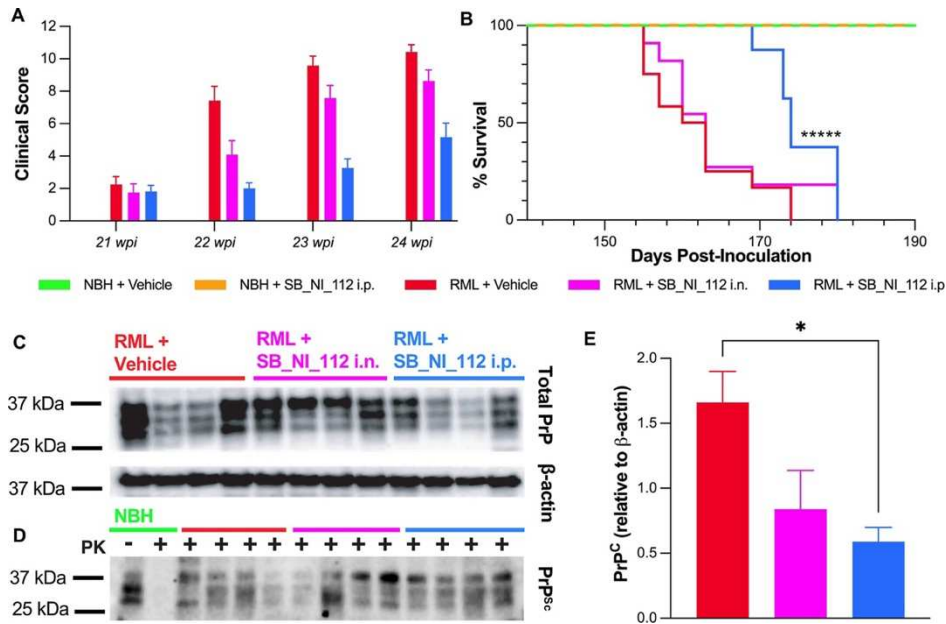 A
Clinical Score
12
10
8
6
4
2
0
21 wpi
22 wpi
23 wpi
24 wpi
B
% Survival
100
50
0
*****
150
170
190
Days Post-Inoculation
NBH + Vehicle
NBH + SB_NI_112 i.p.
RML + Vehicle
RML + SB_NI_112 i.n.
RML + SB_NI_112 i.p
C
RML +
Vehicle
RML +
SB_NI_112 i.n.
RML +
SB_NI_112 i.p.
37 kDa
25 kDa
Total PrP
37 kDa
β-actin
D
NBH
PK - + + + + + + + + + + + + +
37 kDa
25 kDa
PrPSc
E
PrPC (relative to β-actin)
2.0
1.5
1.0
0.5
0.0
*